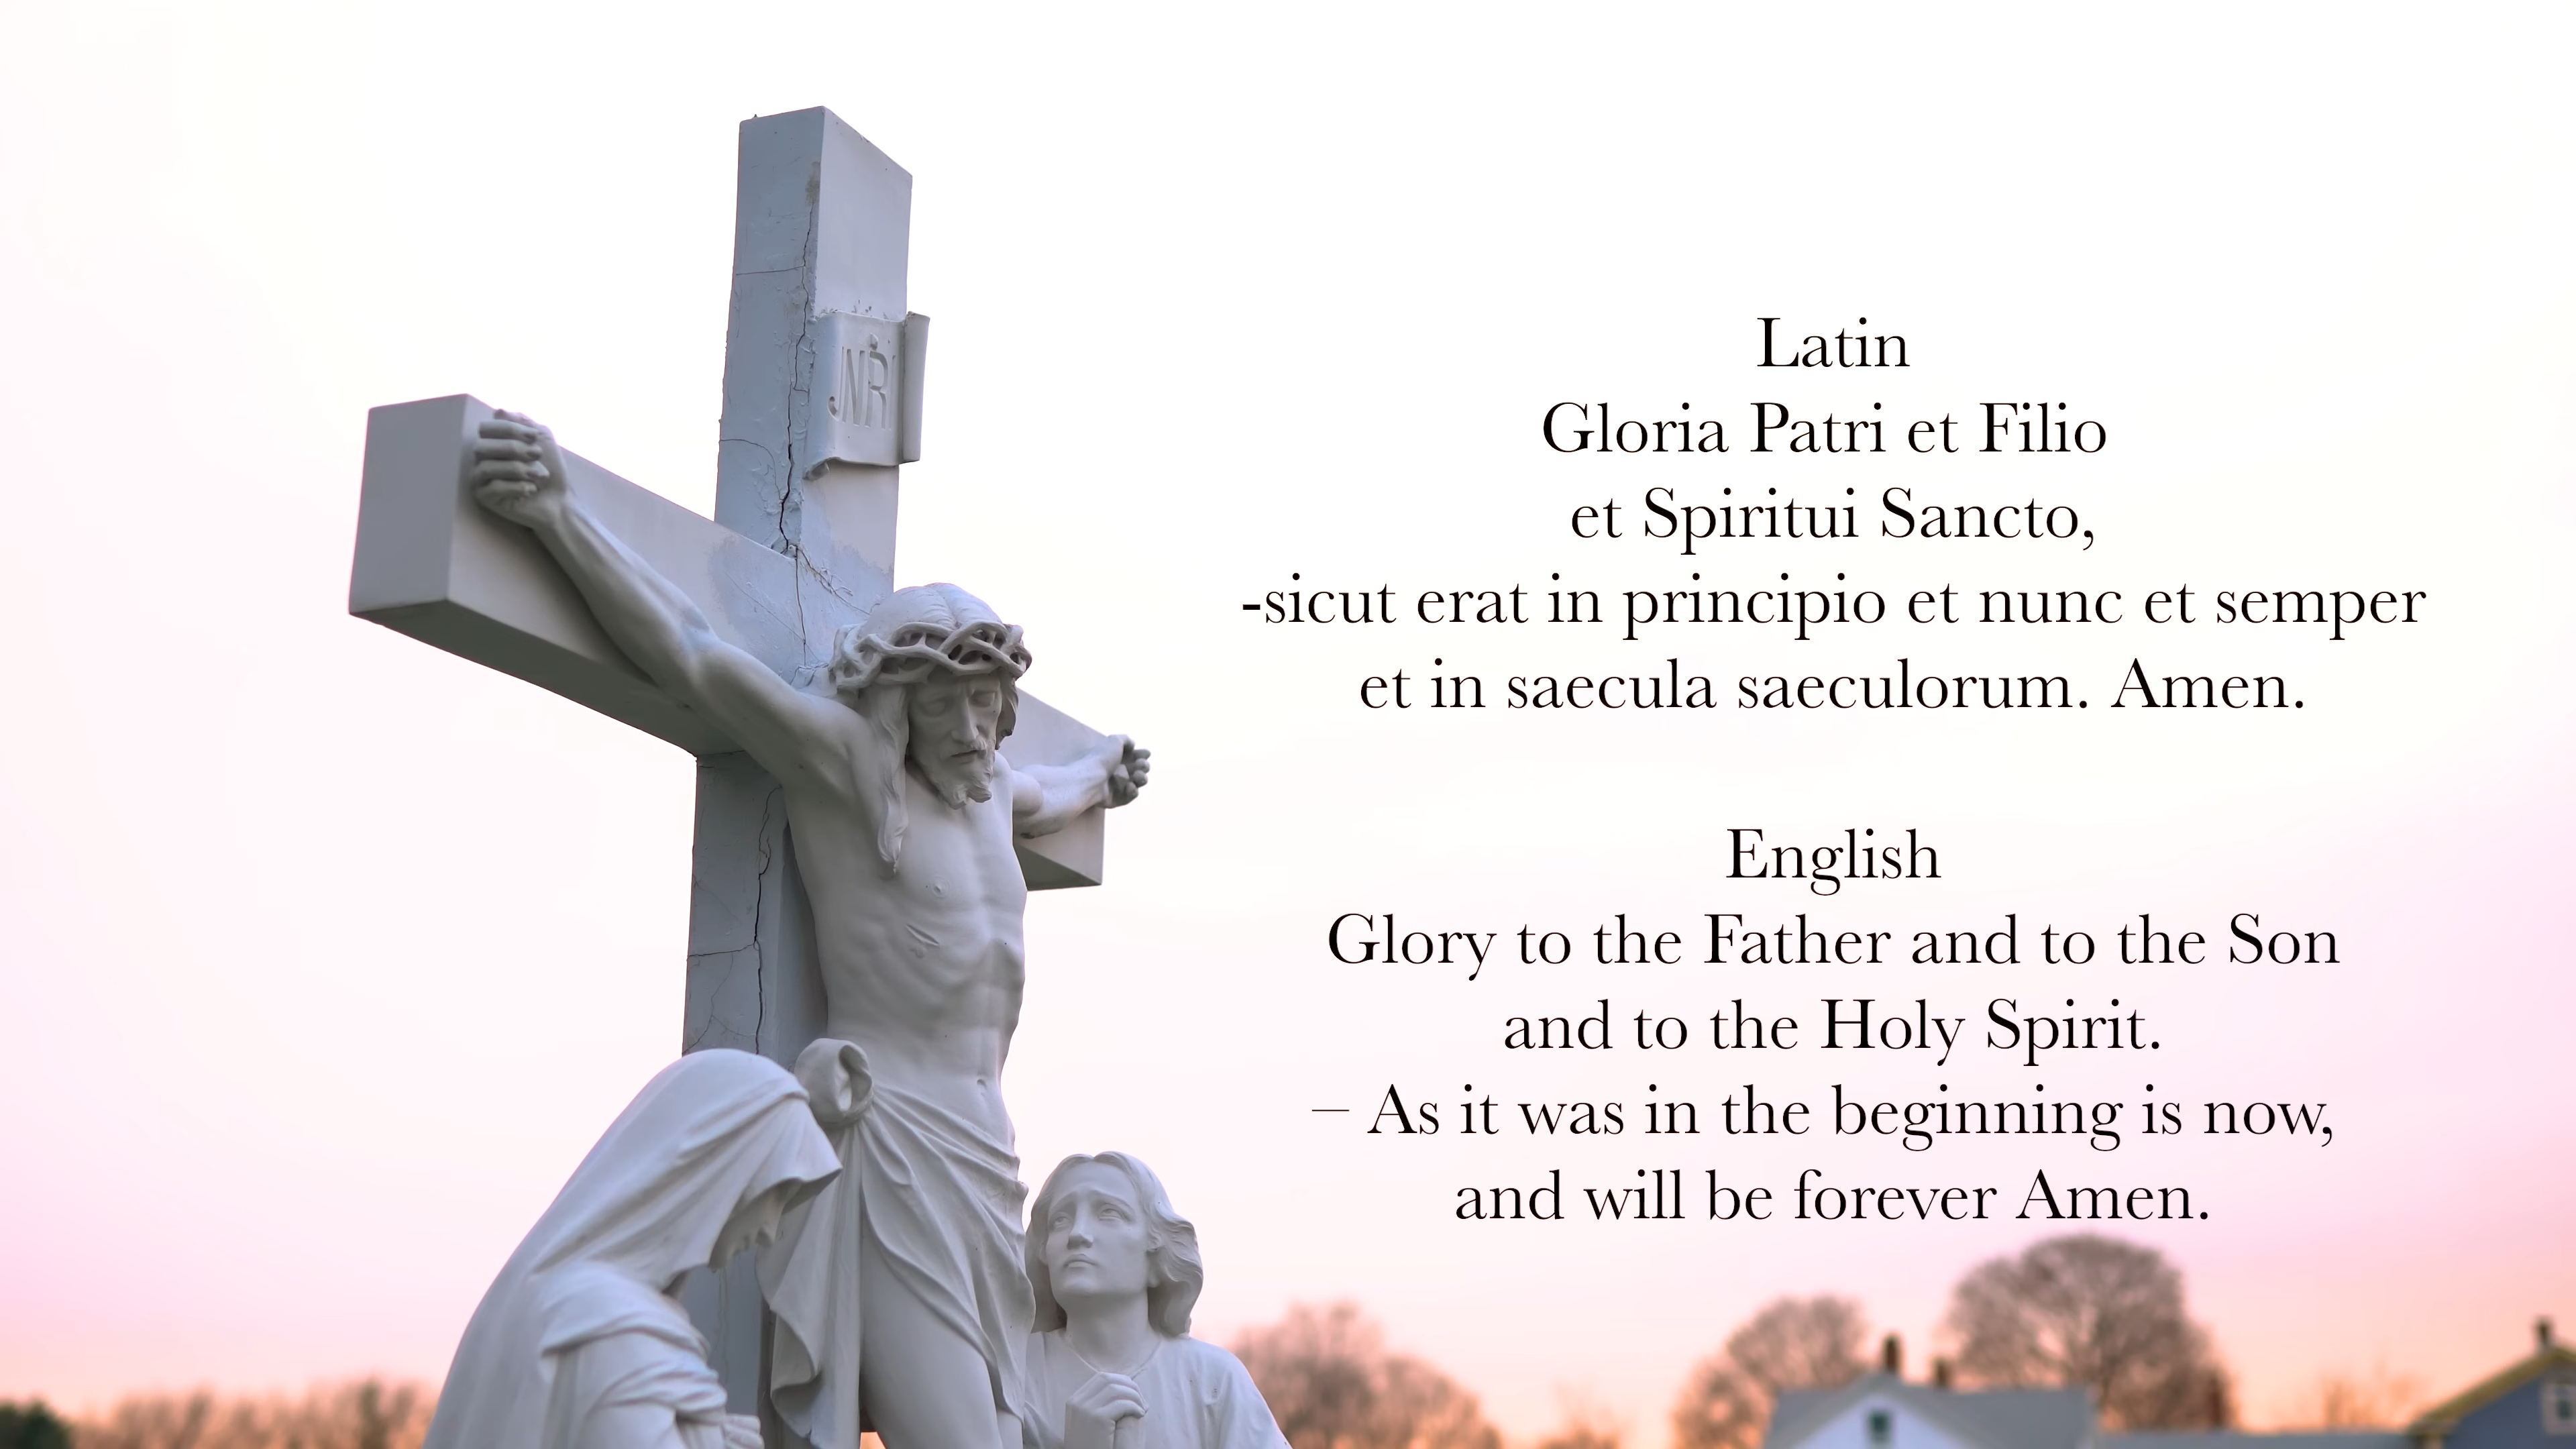 JNRI
Latin
Gloria Patri et Filio
et Spiritui Sancto,
-sicut erat in principio et nunc et semper
et in saecula saeculorum. Amen.
English
Glory to the Father and to the Son
and to the Holy Spirit.
– As it was in the beginning is now,
and will be forever Amen.